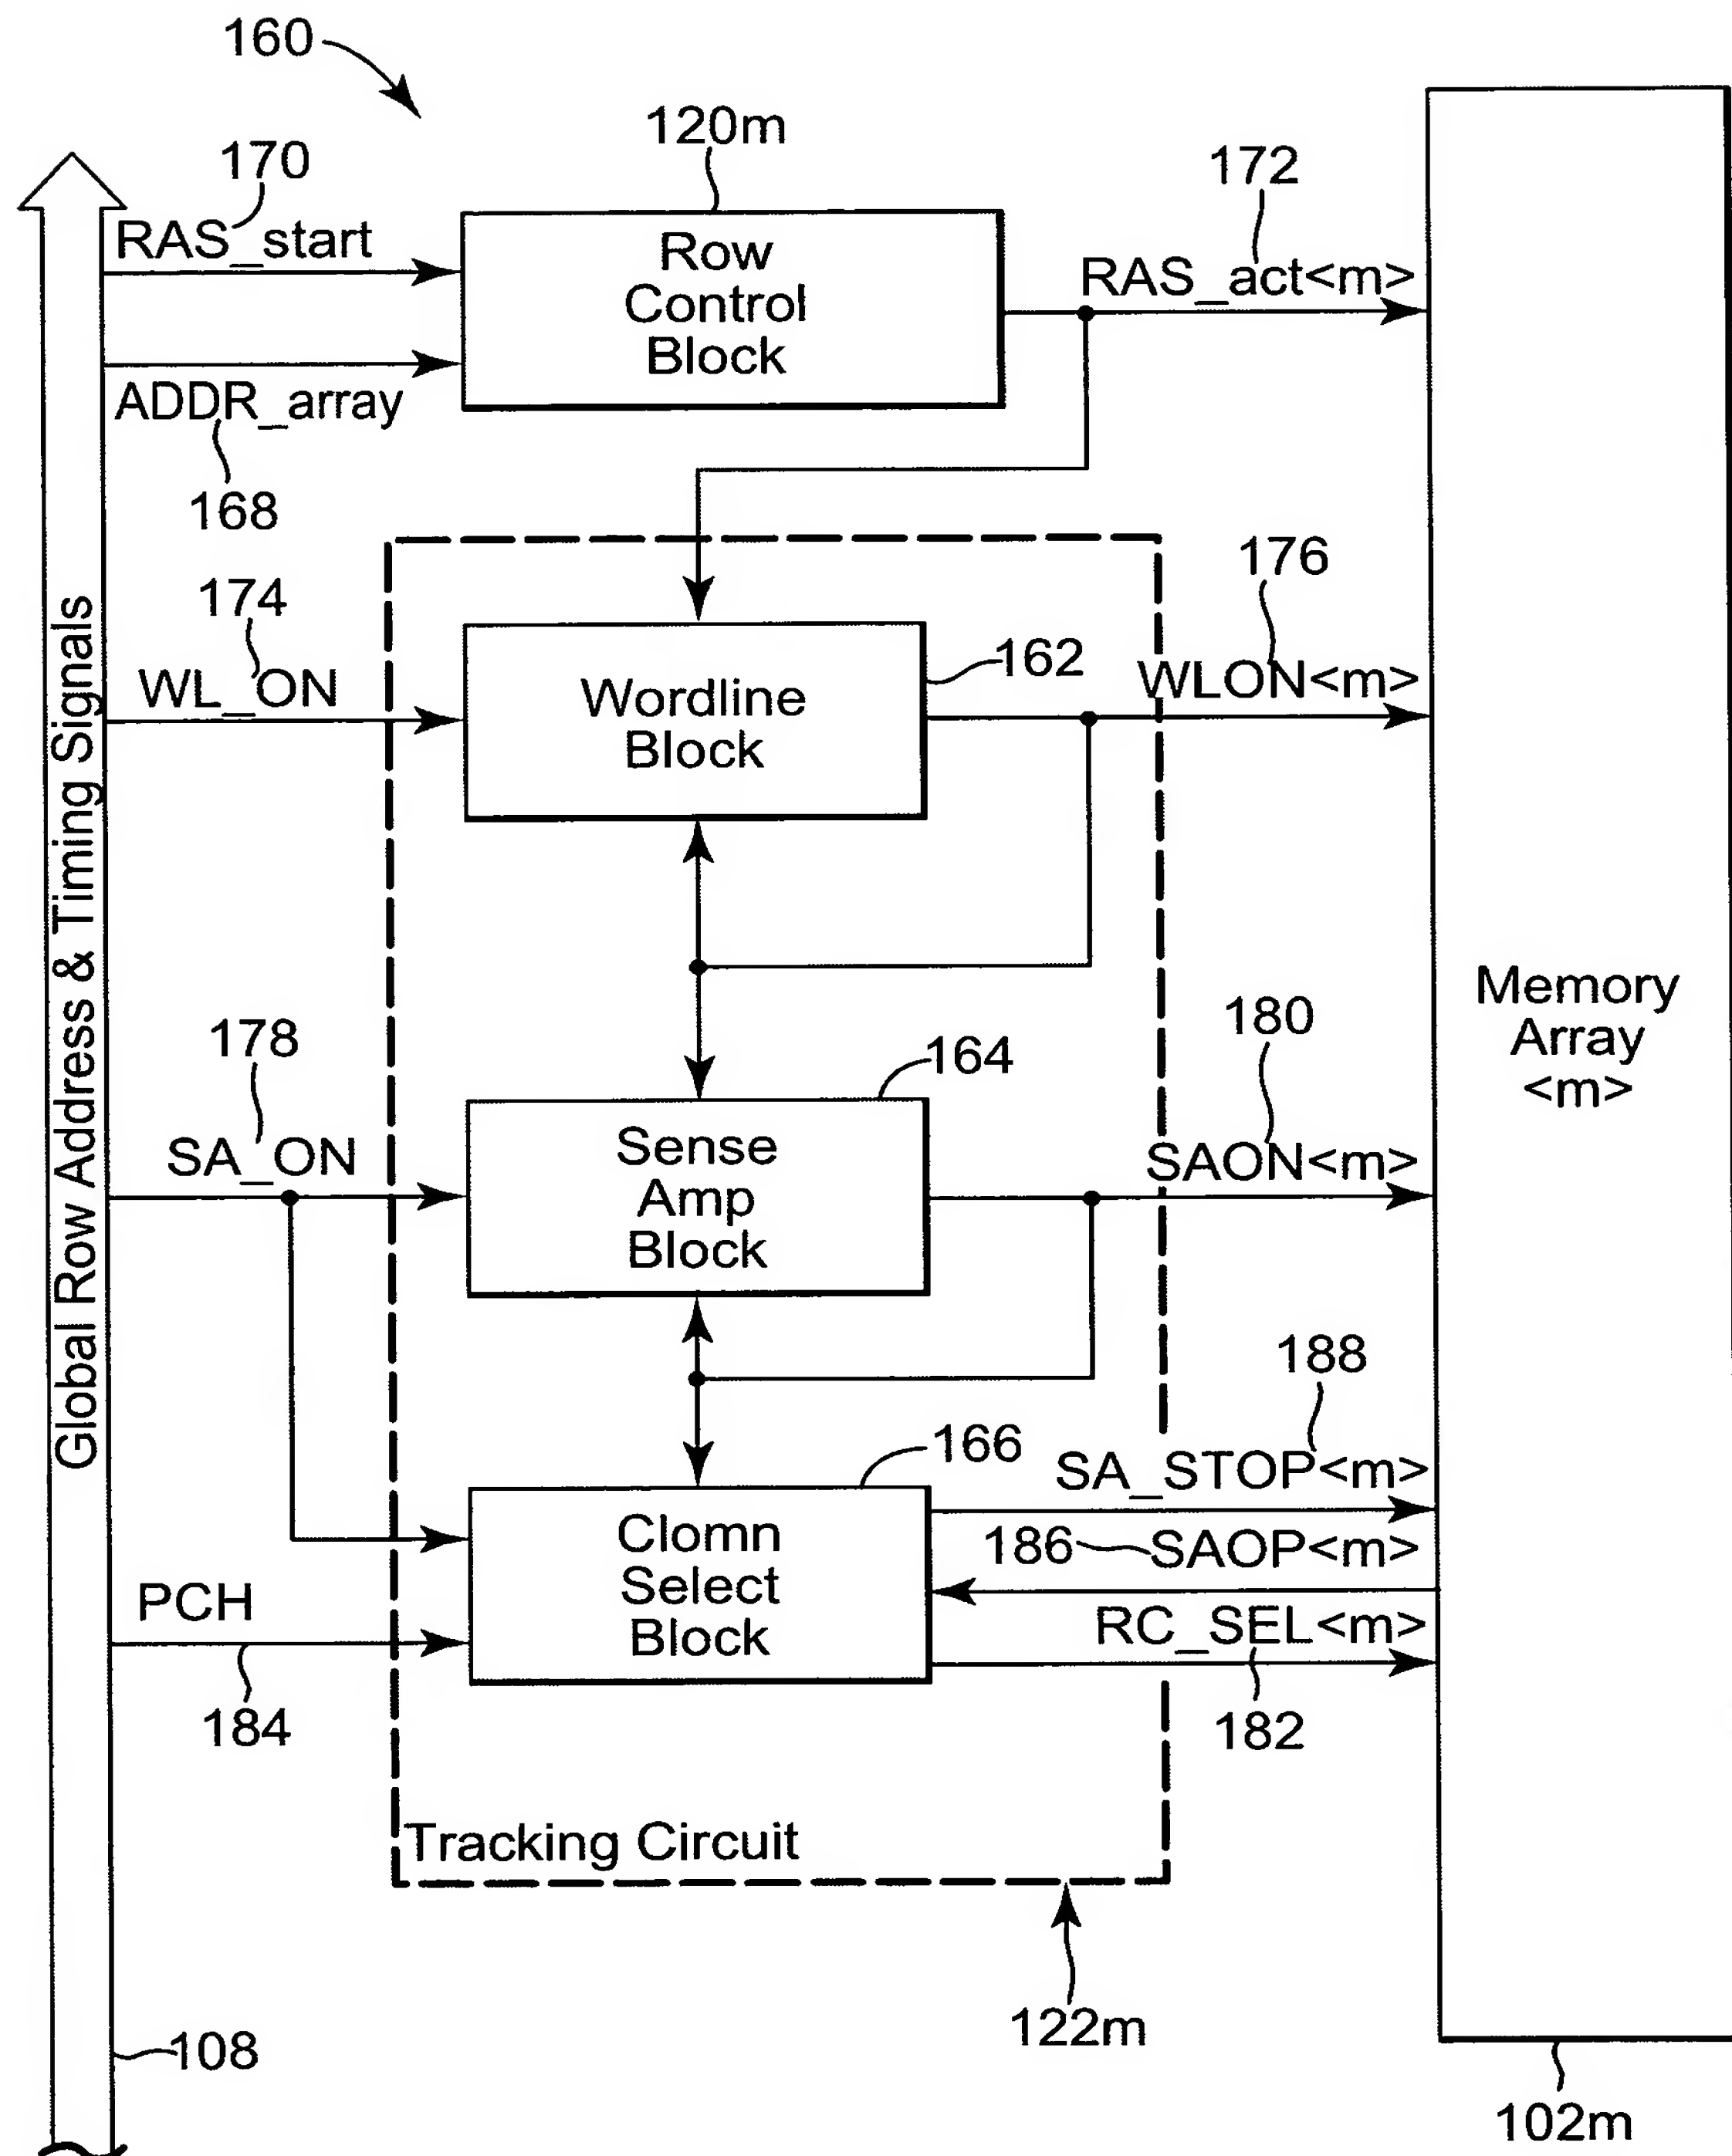 160
120m
170
172
RAS_start
Row
Control
Block
RAS_act<m>
ADDR_array
168
Global Row Address & Timing Signals
174
176
WL_ON
162
WLON<m>
Wordline
Block
Memory
Array
<m>
178
180
164
SA_ON
Sense
Amp
Block
SAON<m>
188
166
SA_STOP<m>
Clomn
Select
Block
186
SAOP<m>
PCH
RC_SEL<m>
184
182
Tracking Circuit
122m
108
102m